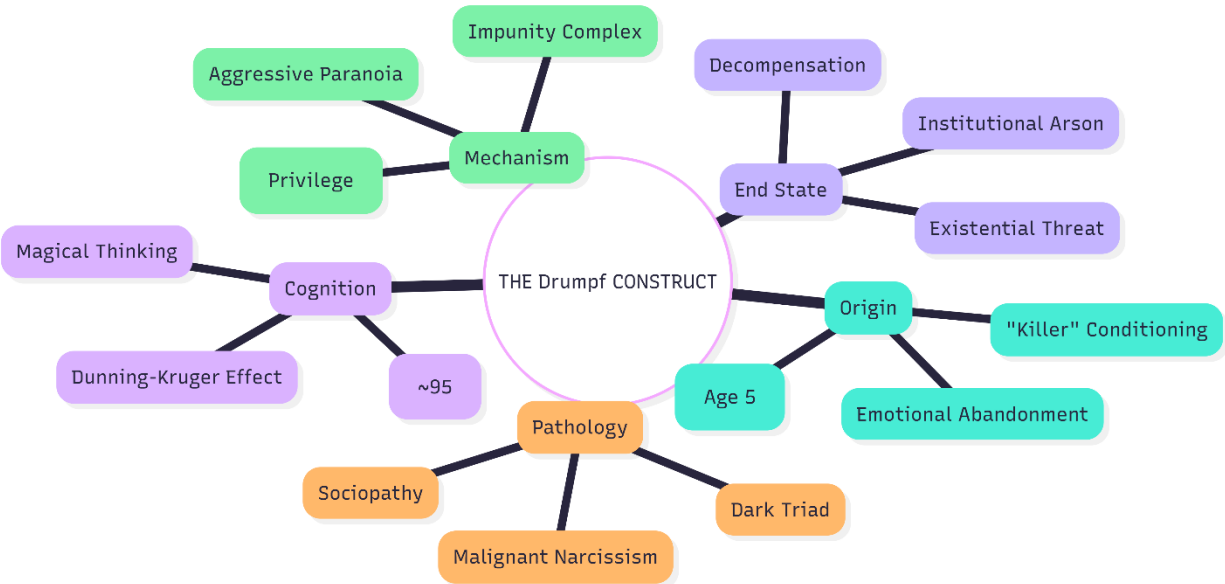 THE Drumpf CONSTRUCT
Mechanism
Impunity Complex
Aggressive Paranoia
Privilege
End State
Decompensation
Institutional Arson
Existential Threat
Origin
"Killer" Conditioning
Emotional Abandonment
Age 5
Pathology
Dark Triad
Malignant Narcissism
Sociopathy
Cognition
Magical Thinking
Dunning-Kruger Effect
~95